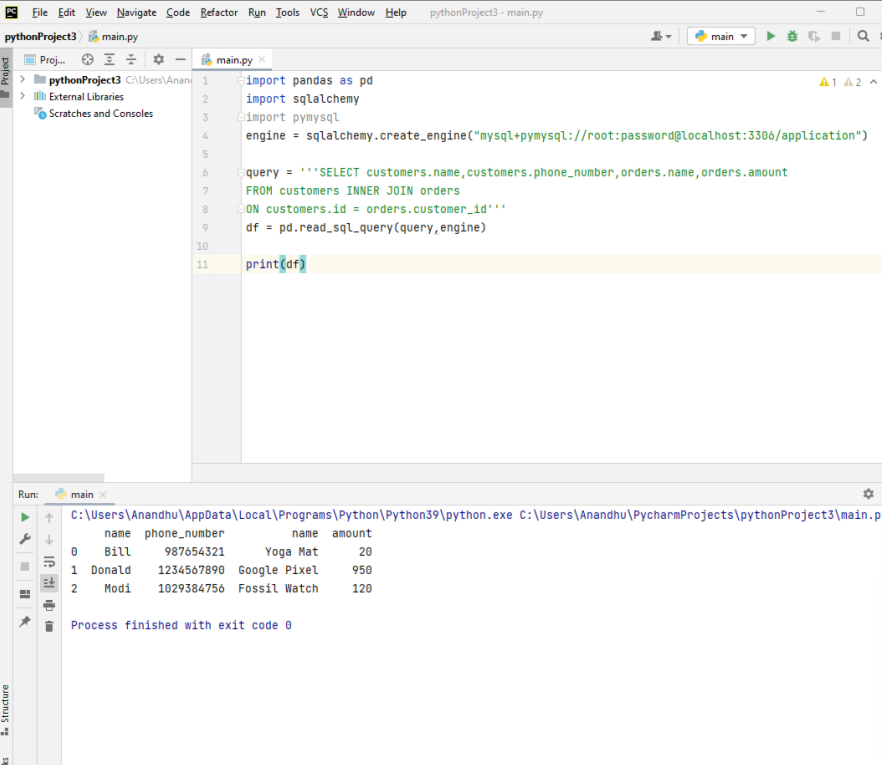 PC File Edit View Navigate Code Refactor Run Tools VCS Window Help pythonProject3 - main.py
pythonProject3 main.py main
Project
Proj... main.py
pythonProject3 C:\Users\Anan
External Libraries
Scratches and Consoles
1 2
1 import pandas as pd
2 import sqlalchemy
3 import pymysql
4 engine = sqlalchemy.create_engine("mysql+pymysql://root:password@localhost:3306/application")
5
6 query = '''SELECT customers.name,customers.phone_number,orders.name,orders.amount
7 FROM customers INNER JOIN orders
8 ON customers.id = orders.customer_id'''
9 df = pd.read_sql_query(query,engine)
10
11 print(df)
Run: main
C:\Users\Anandhu\AppData\Local\Programs\Python\Python39\python.exe C:\Users\Anandhu\PycharmProjects\pythonProject3\main.p
name phone_number name amount
0 Bill 987654321 Yoga Mat 20
1 Donald 1234567890 Google Pixel 950
2 Modi 1029384756 Fossil Watch 120
Process finished with exit code 0
Structure